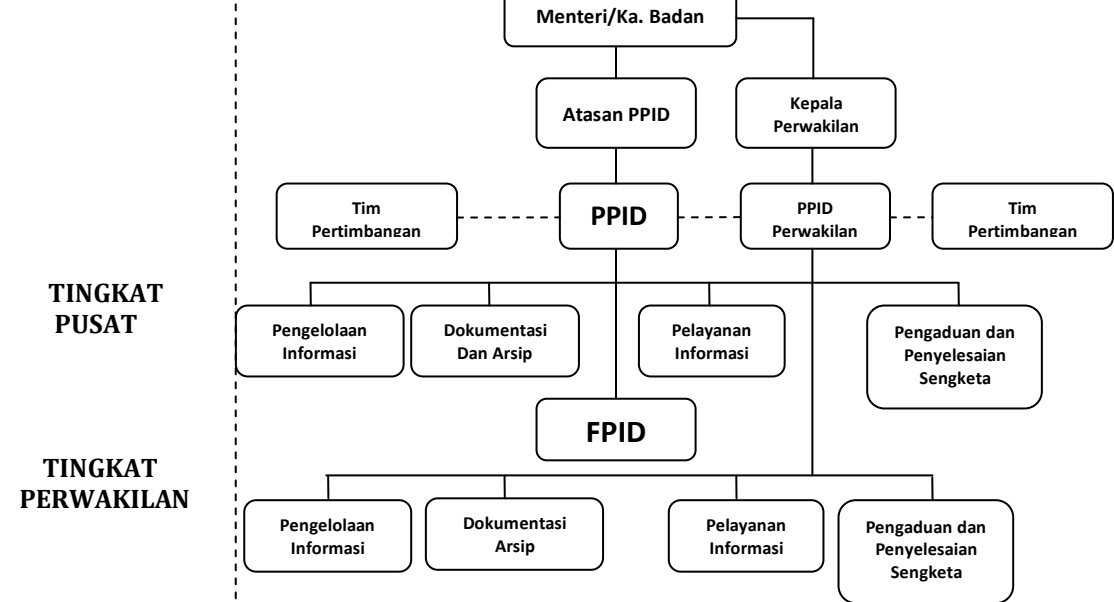 Menteri/Ka. Badan
Atasan PPID
Kepala
Perwakilan
Tim
Pertimbangan
PPID
PPID
Perwakilan
Tim
Pertimbangan
TINGKAT
PUSAT
Pengelolaan
Informasi
Dokumentasi
Dan Arsip
Pelayanan
Informasi
Pengaduan dan
Penyelesaian
Sengketa
FPID
TINGKAT
PERWAKILAN
Pengelolaan
Informasi
Dokumentasi
Arsip
Pelayanan
Informasi
Pengaduan dan
Penyelesaian
Sengketa